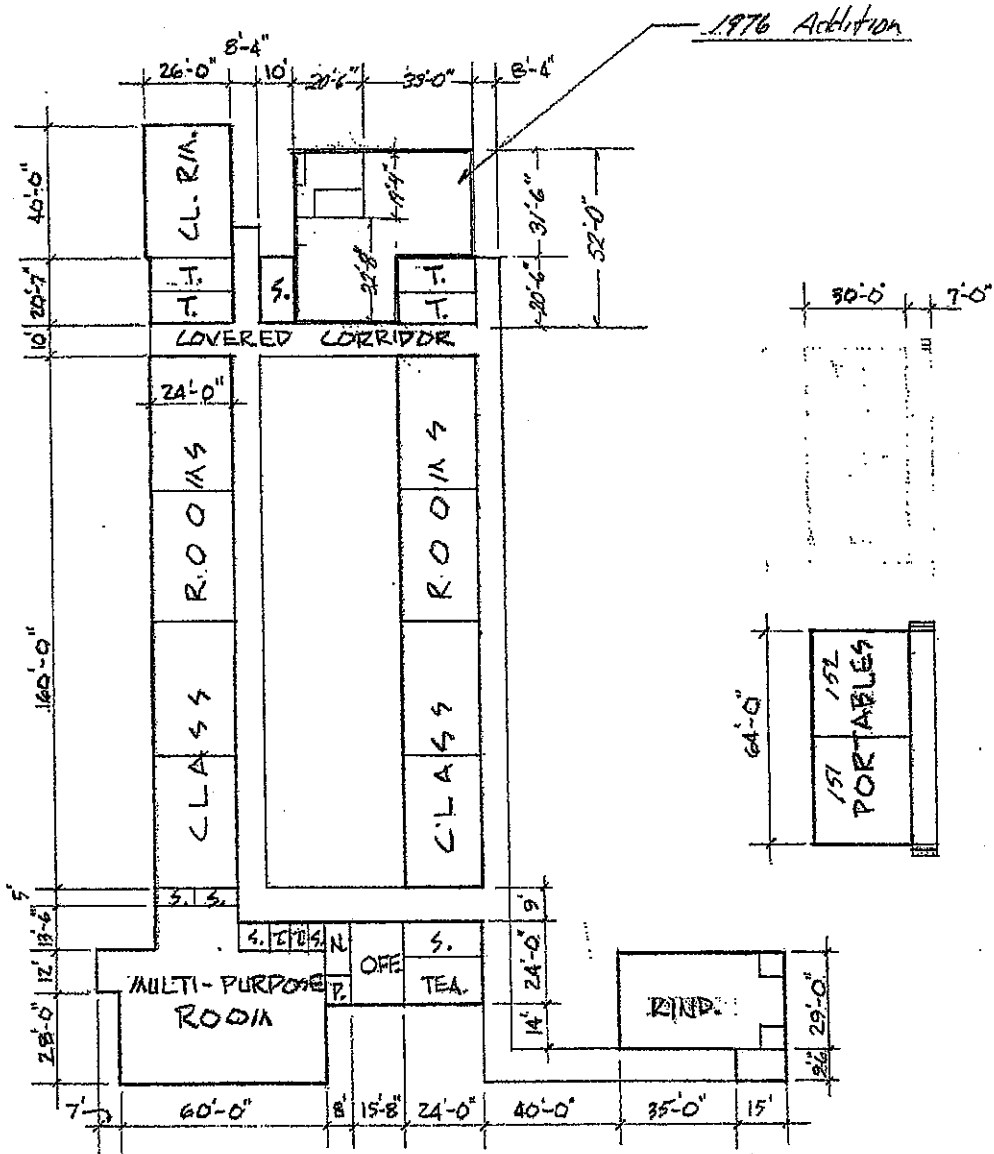 1976 Addition
8'-4"
26'-0" 10' 20'-6" 39'-0" 8'-4"
CL. RM.
40'-0"
19'-4"
31'-6"
52'-0"
T.
T.
S.
22'-8"
T.
T.
20'-7"
20'-6"
30'-0" 7'-0"
10'
COVERED CORRIDOR
24'-0"
CLASS ROOMS
CLASS ROOMS
160'-0"
64'-0"
151 152
PORTABLES
5'
S. S.
9'
13'-6"
S. T. T. S. N.
OFF.
S.
24'-0"
12'
MULTI-PURPOSE
ROOM
P.
TEA.
KIND.
29'-0"
28'-0"
14'
7' 60'-0" 8' 15'-8" 24'-0" 40'-0" 35'-0" 15'